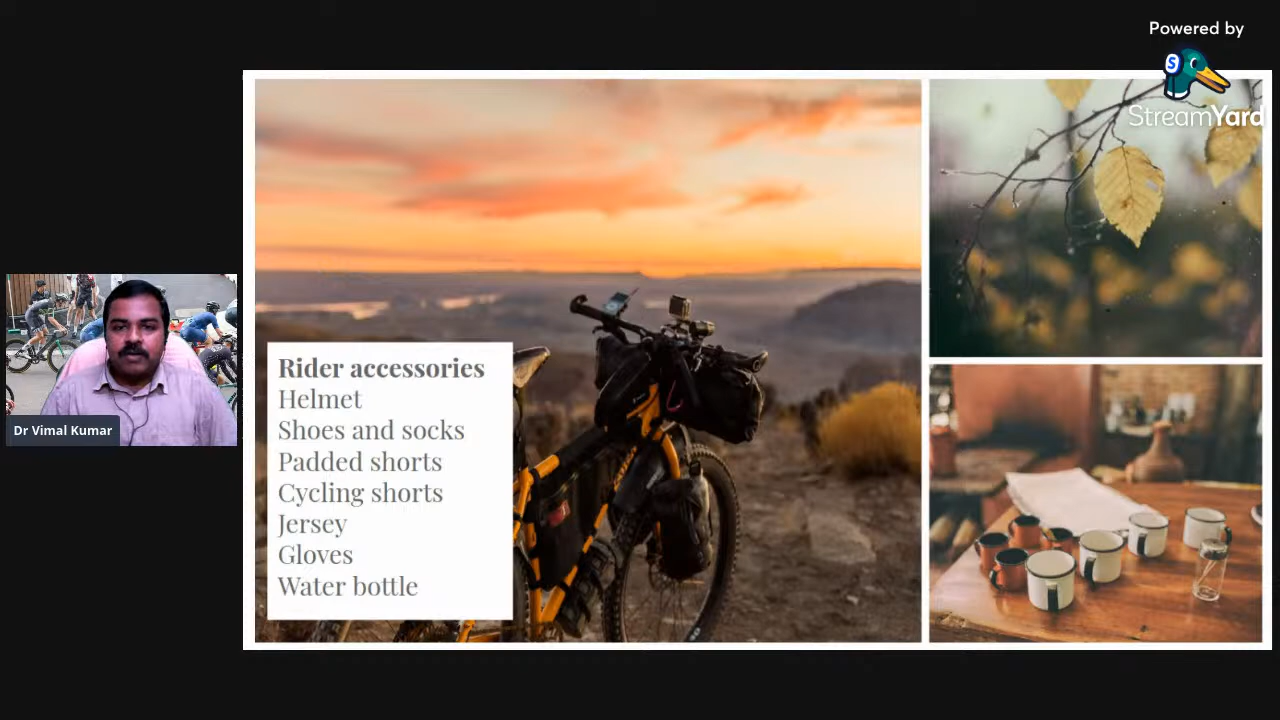 Powered by
StreamYard
Rider accessories
Helmet
Shoes and socks
Padded shorts
Cycling shorts
Jersey
Gloves
Water bottle
Dr Vimal Kumar